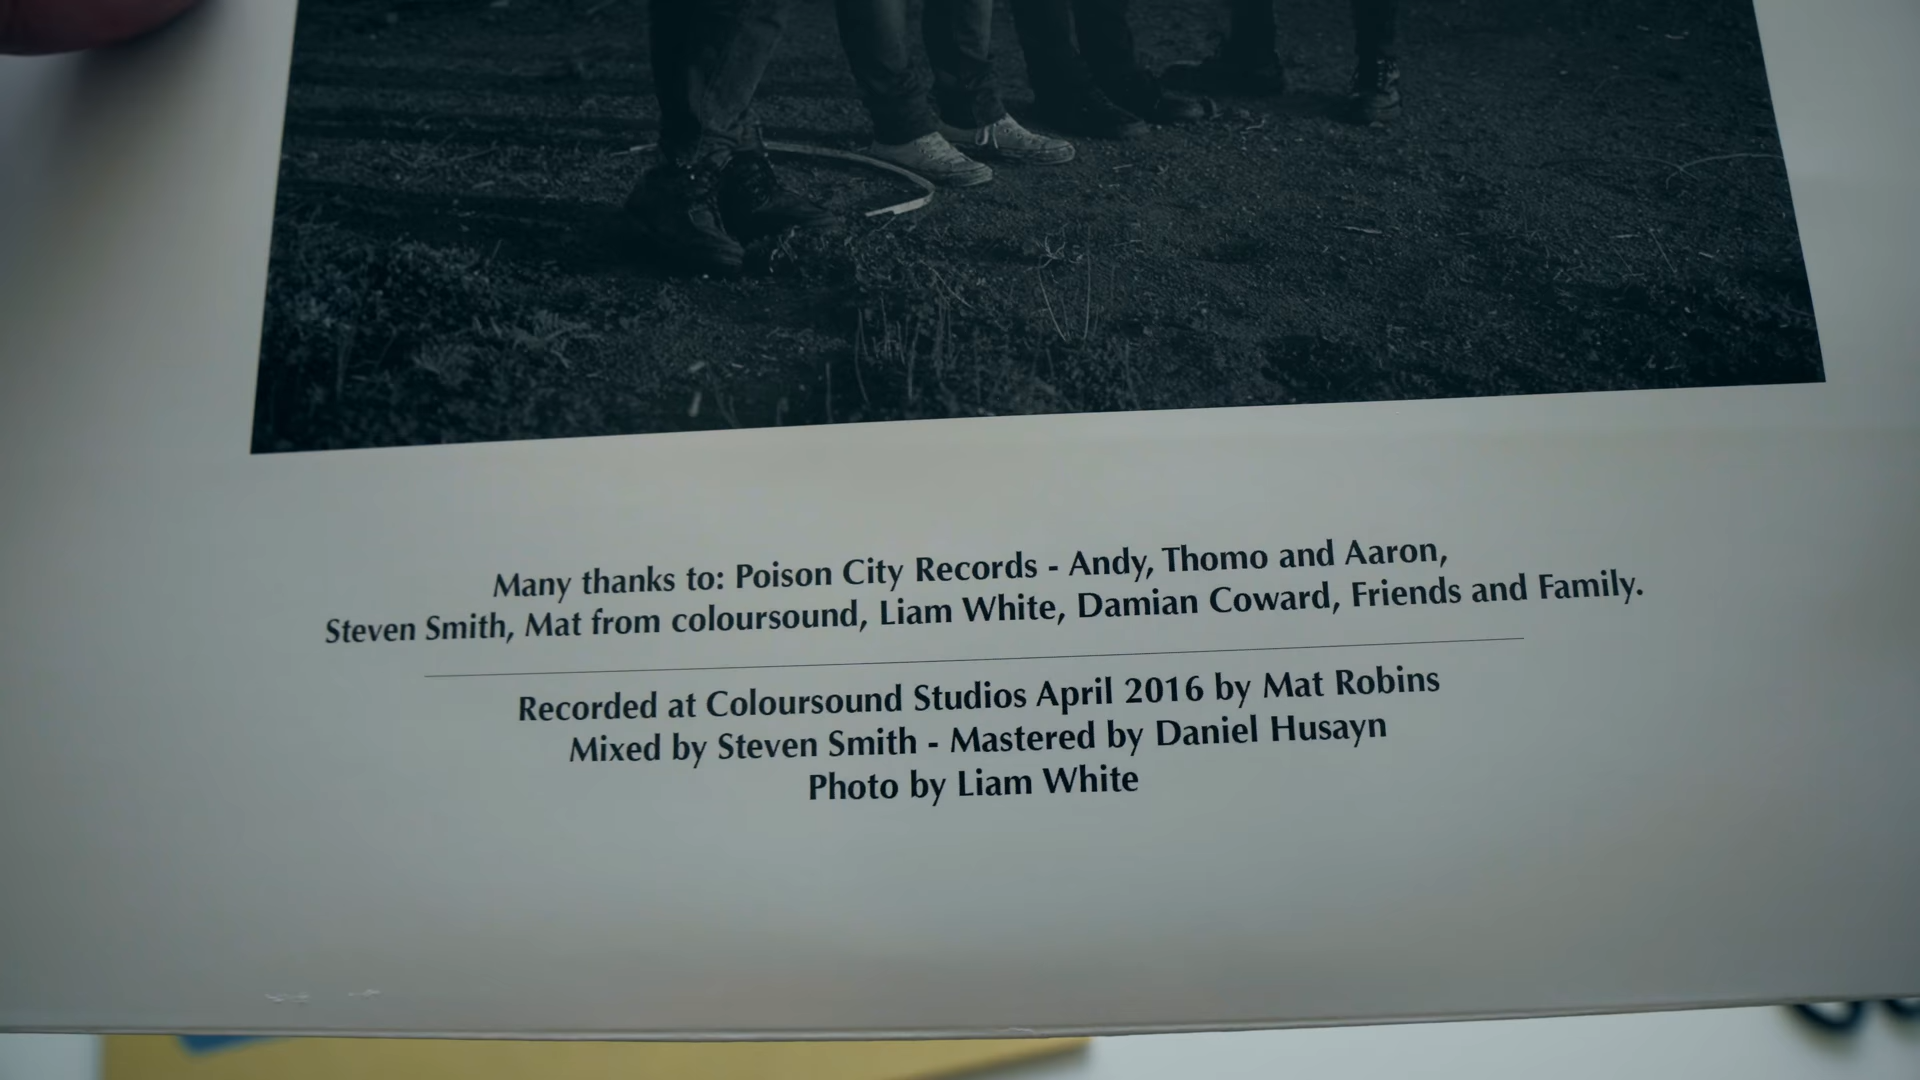 Many thanks to: Poison City Records - Andy, Thomo and Aaron,
Steven Smith, Mat from coloursound, Liam White, Damian Coward, Friends and Family.
Recorded at Coloursound Studios April 2016 by Mat Robins
Mixed by Steven Smith - Mastered by Daniel Husayn
Photo by Liam White